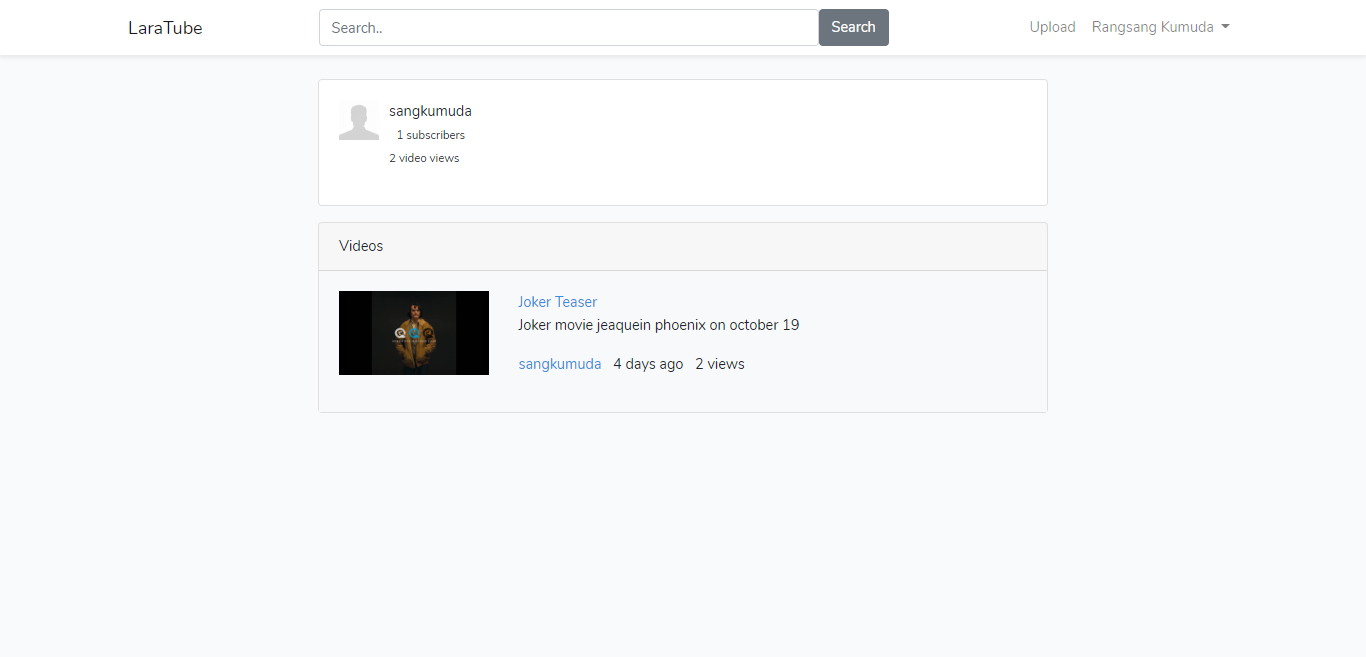 LaraTube
Search..
Search
Upload
Rangsang Kumuda
sangkumuda
1 subscribers
2 video views
Videos
Joker Teaser
Joker movie jeaquein phoenix on october 19
sangkumuda 4 days ago 2 views